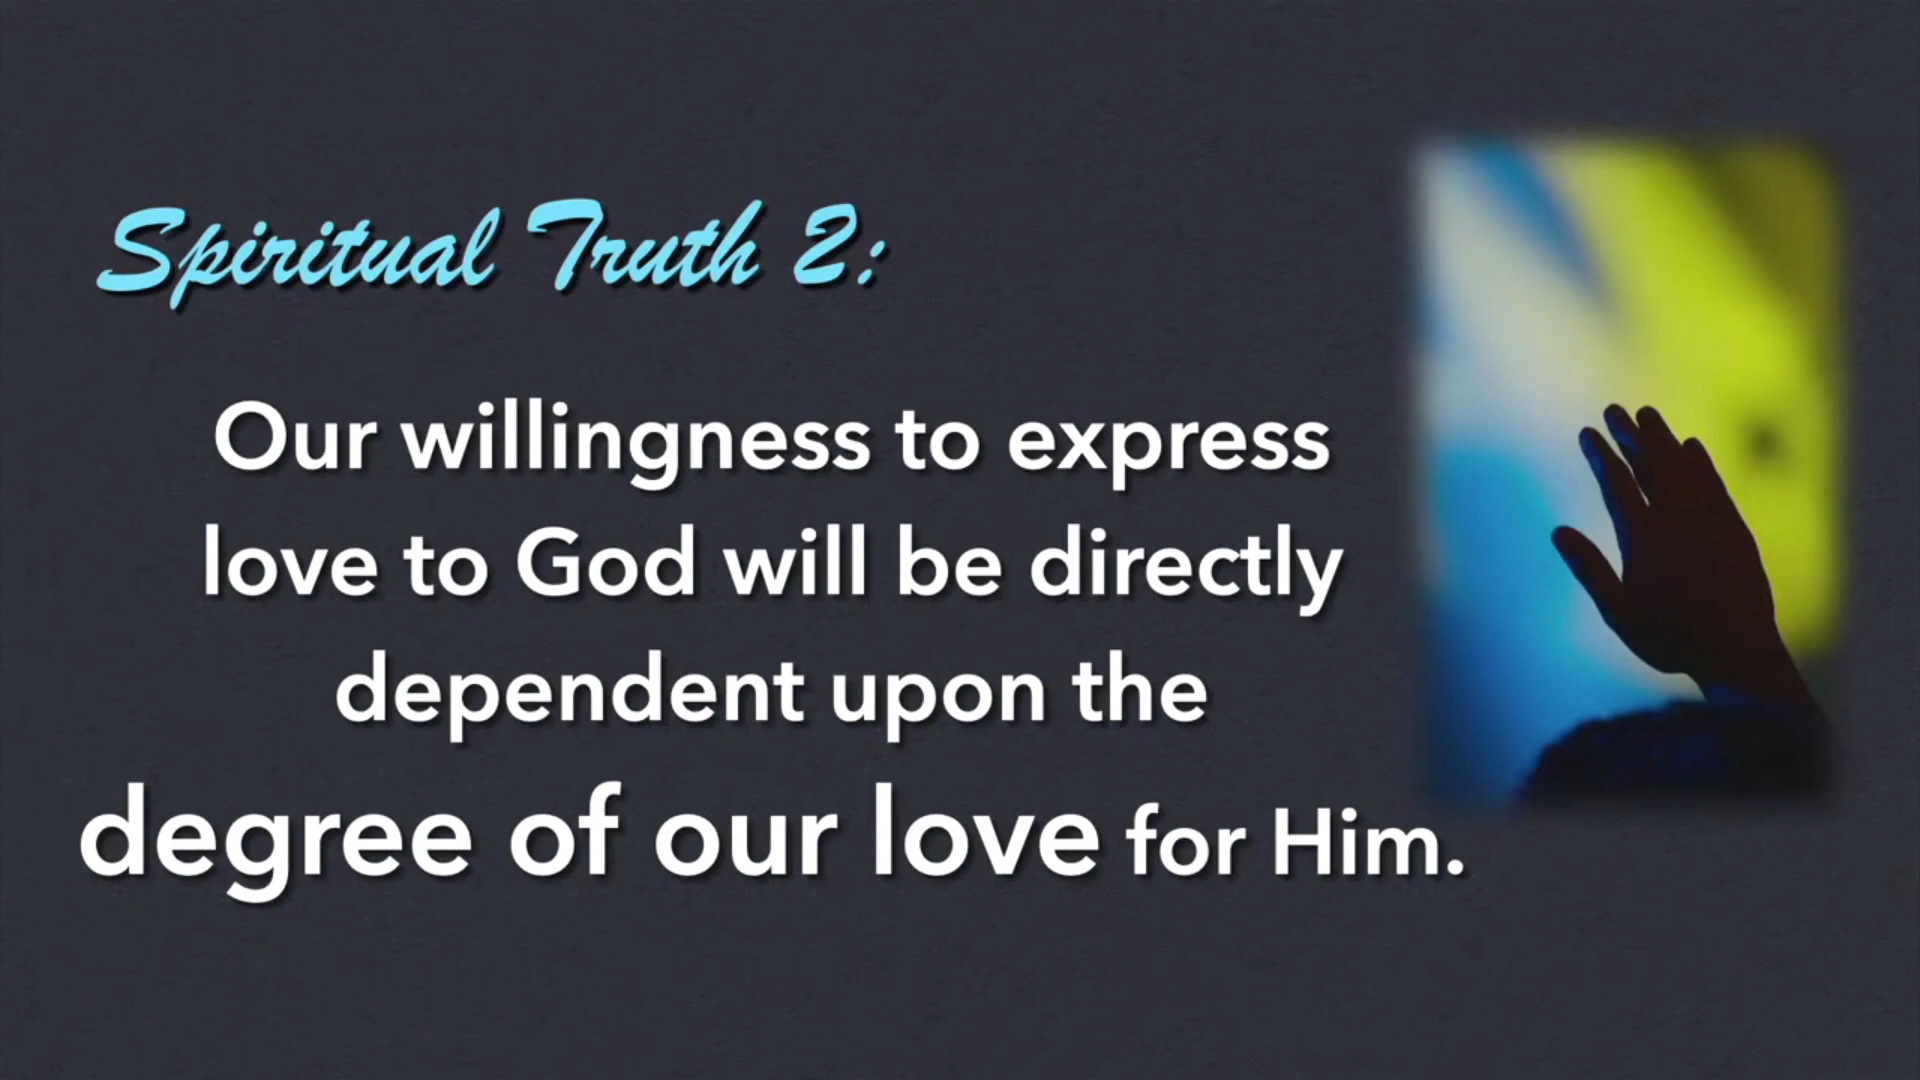 Spiritual Truth 2:
Our willingness to express
love to God will be directly
dependent upon the
degree of our love for Him.